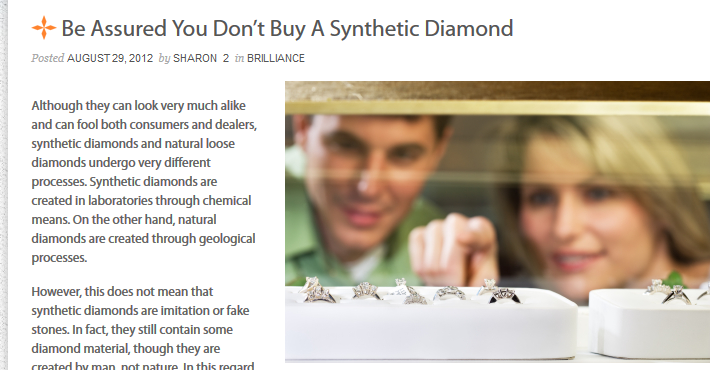 Be Assured You Don’t Buy A Synthetic Diamond
Posted AUGUST 29, 2012 by SHARON 2 in BRILLIANCE
Although they can look very much alike
and can fool both consumers and dealers,
synthetic diamonds and natural loose
diamonds undergo very different
processes. Synthetic diamonds are
created in laboratories through chemical
means. On the other hand, natural
diamonds are created through geological
processes.
However, this does not mean that
synthetic diamonds are imitation or fake
stones. In fact, they still contain some
diamond material, though they are
created by man, not nature. In this regard